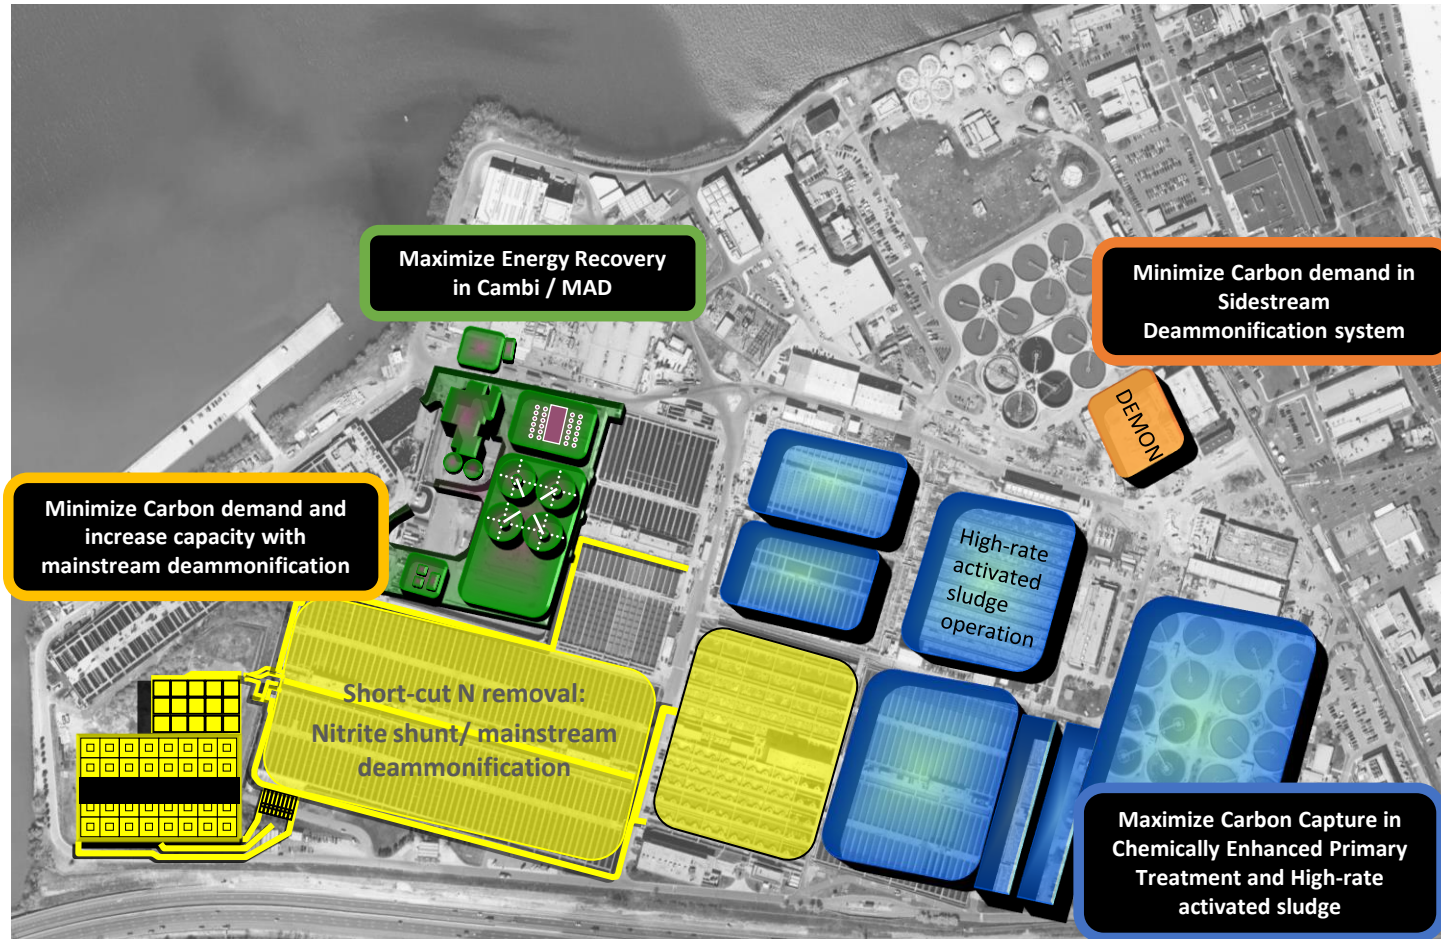 Maximize Energy Recovery
in Cambi / MAD
Minimize Carbon demand in
Sidestream
Deammonification system
DEMON
Minimize Carbon demand and
increase capacity with
mainstream deammonification
High-rate
activated
sludge
operation
Short-cut N removal:
Nitrite shunt/ mainstream
deammonification
Maximize Carbon Capture in
Chemically Enhanced Primary
Treatment and High-rate
activated sludge